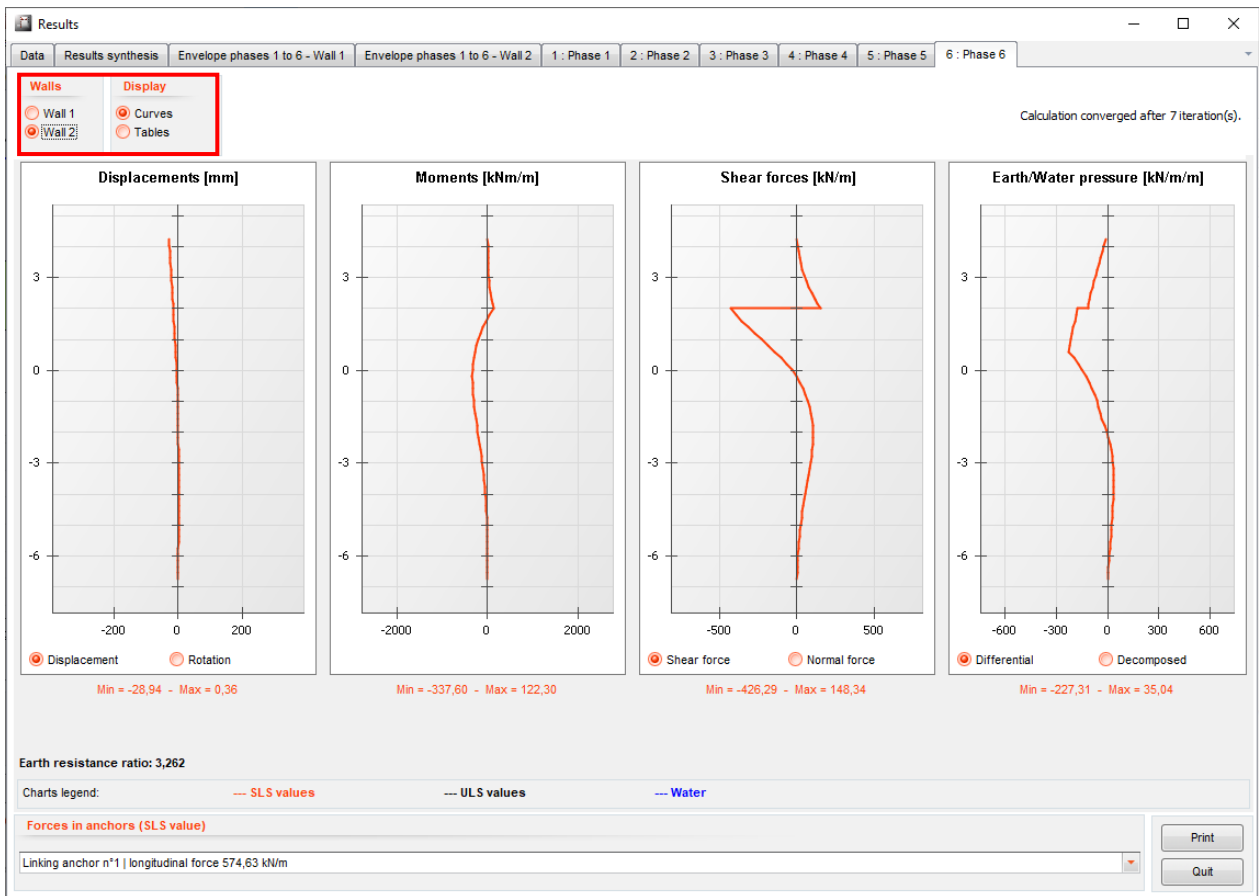 Results
Data Results synthesis Envelope phases 1 to 6 - Wall 1 Envelope phases 1 to 6 - Wall 2 1 : Phase 1 2 : Phase 2 3 : Phase 3 4 : Phase 4 5 : Phase 5 6 : Phase 6
Walls Display
Wall 1 Curves
Wall 2 Tables
Calculation converged after 7 iteration(s).
Displacements [mm]
3
0
-3
-6
-200 0 200
Displacement Rotation
Min = -28,94 - Max = 0,36
Moments [kNm/m]
3
0
-3
-6
-2000 0 2000
Min = -337,60 - Max = 122,30
Shear forces [kN/m]
3
0
-3
-6
-500 0 500
Shear force Normal force
Min = -426,29 - Max = 148,34
Earth/Water pressure [kN/m/m]
3
0
-3
-6
-600 -300 0 300 600
Differential Decomposed
Min = -227,31 - Max = 35,04
Earth resistance ratio: 3,262
Charts legend: --- SLS values --- ULS values --- Water
Forces in anchors (SLS value)
Linking anchor n°1 | longitudinal force 574,63 kN/m
Print
Quit